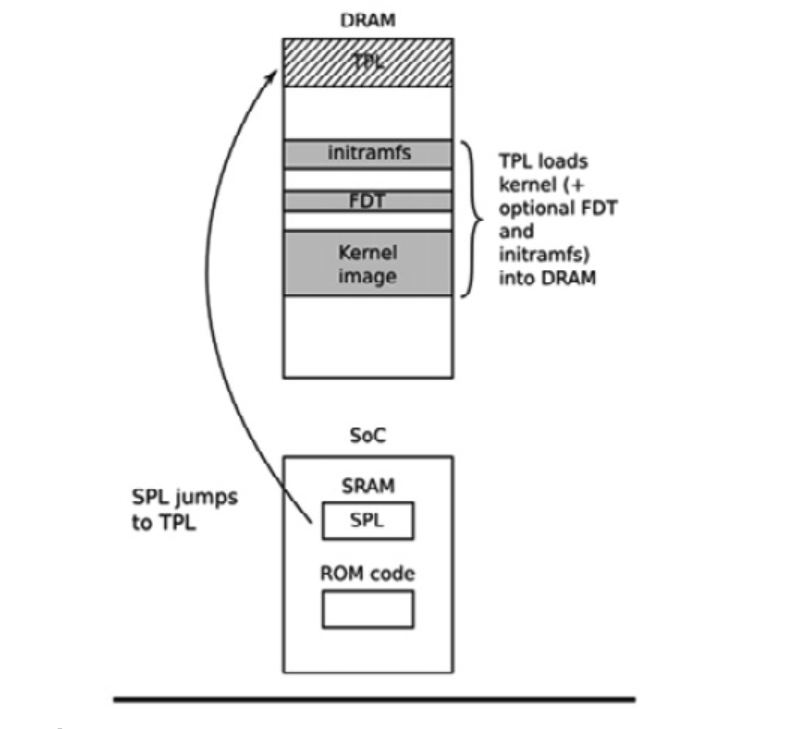 DRAM
TPL
initramfs
FDT
Kernel
image
TPL loads
kernel (+
optional FDT
and
initramfs)
into DRAM
SoC
SRAM
SPL
SPL jumps
to TPL
ROM code